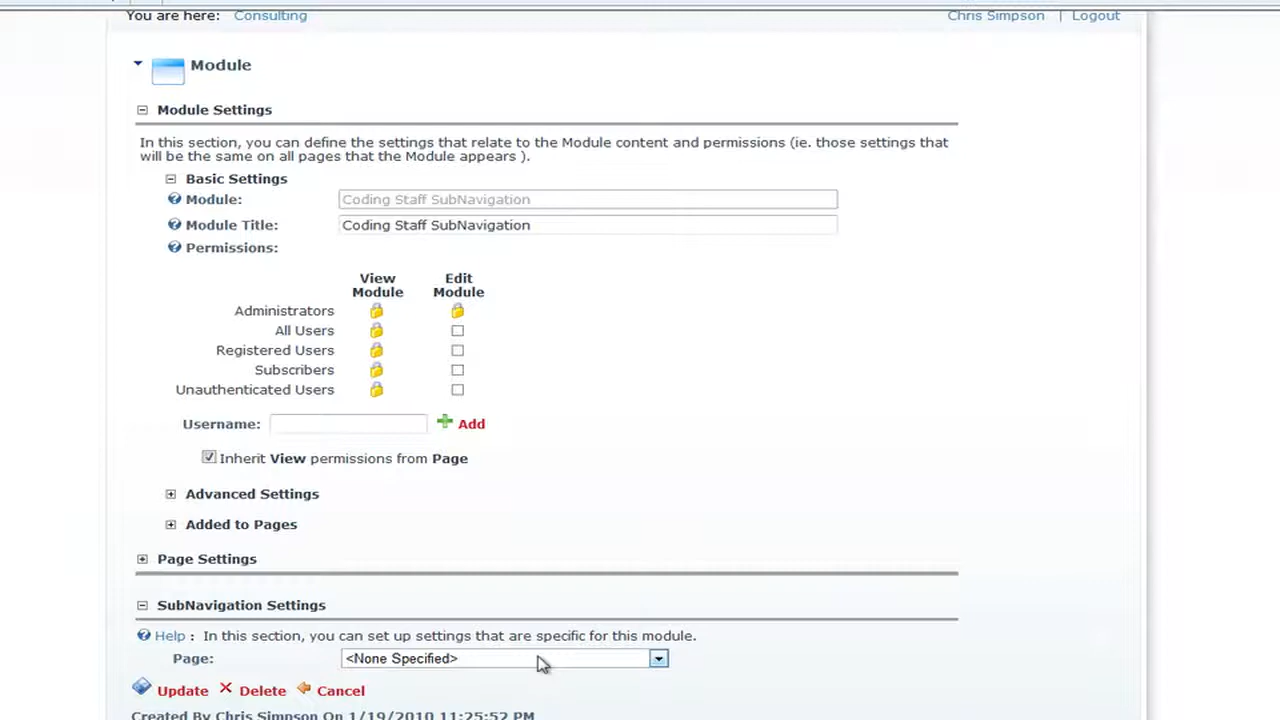 You are here: Consulting Chris Simpson | Logout
Module
Module Settings
In this section, you can define the settings that relate to the Module content and permissions (ie. those settings that
will be the same on all pages that the Module appears ).
Basic Settings
Module: Coding Staff SubNavigation
Module Title: Coding Staff SubNavigation
Permissions:
View Edit
Module Module
Administrators
All Users
Registered Users
Subscribers
Unauthenticated Users
Username: Add
Inherit View permissions from Page
Advanced Settings
Added to Pages
Page Settings
SubNavigation Settings
Help : In this section, you can set up settings that are specific for this module.
Page: <None Specified>
Update Delete Cancel
Created By Chris Simpson On 1/19/2010 11:25:52 PM